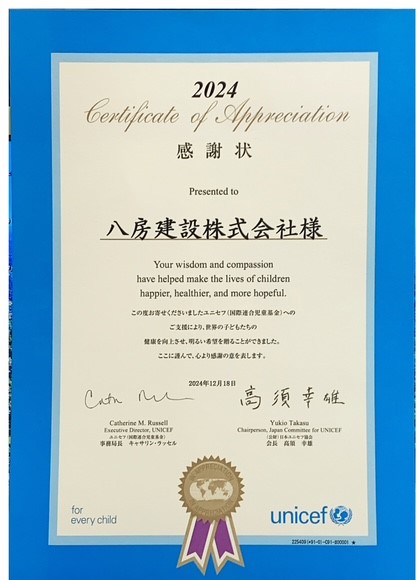 2024
Certificate of Appreciation
感謝状
Presented to
八房建設株式会社様
Your wisdom and compassion
have helped make the lives of children
happier, healthier, and more hopeful.
この度お寄せくださいましたユニセフ(国際連合児童基金)への
ご支援により、世界の子どもたちの
健康を向上させ、明るい希望を贈ることができました。
ここに謹んで、心より感謝の意を表します。
2024年12月18日
高須幸雄
Catherine M. Russell
Executive Director, UNICEF
ユニセフ(国際連合児童基金)
事務局長 キャサリン・ラッセル
Yukio Takasu
Chairperson, Japan Committee for UNICEF
(公財)日本ユニセフ協会
会長 高須 幸雄
for
every child
unicef